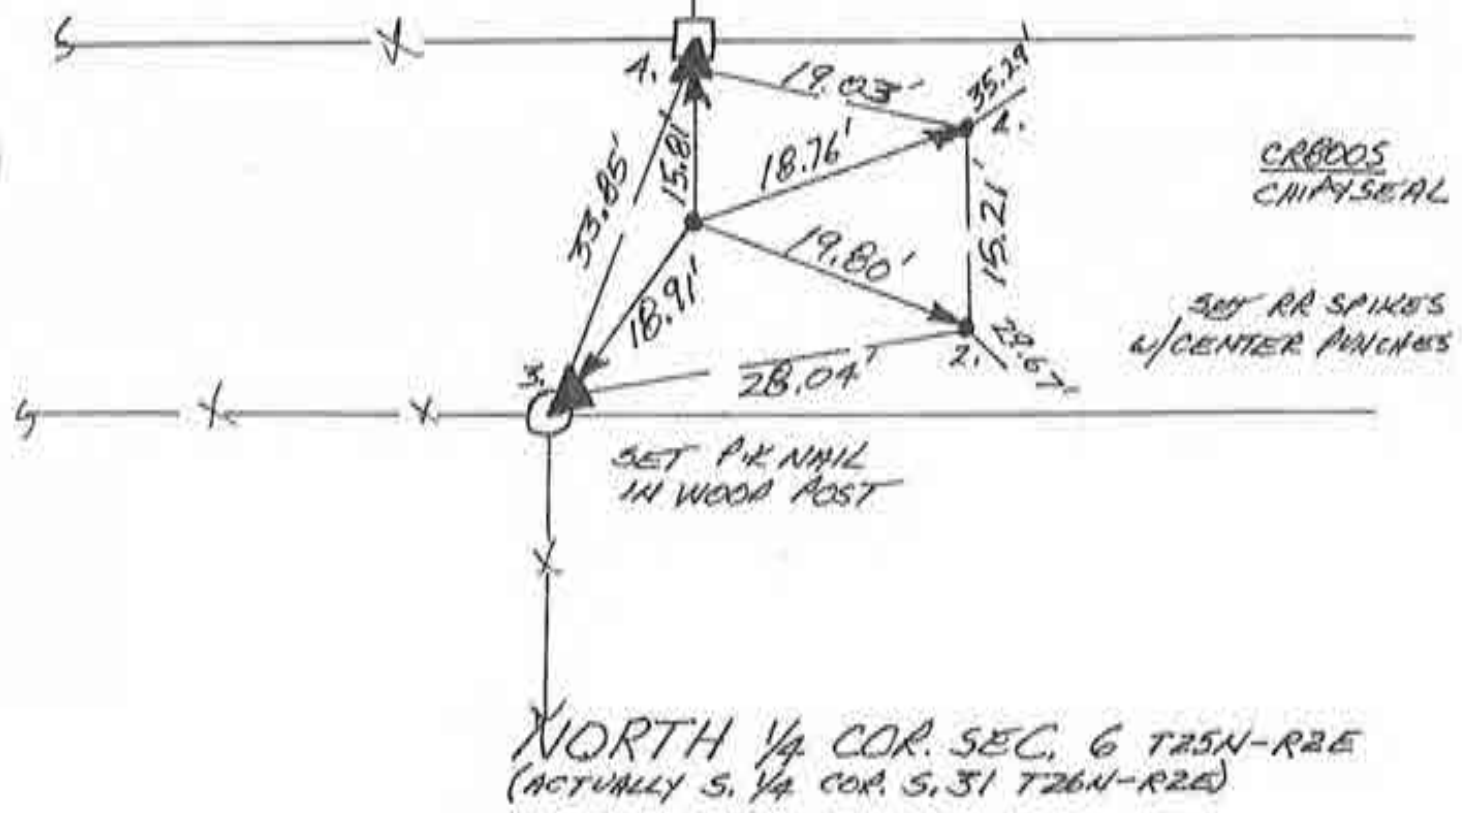 4.
19.03'
35.29'
1.
33.85'
15.81'
18.76'
CR800S
CHIP/SEAL
19.80'
15.21'
18.91'
SET RR SPIKES
W/CENTER PUNCHES
3.
28.04'
2.
29.67'
SET P.K NAIL
IN WOOD POST
NORTH 1/4 COR. SEC. 6 T25N-R2E
(ACTUALLY S. 1/4 COR. S.31 T26N-R2E)